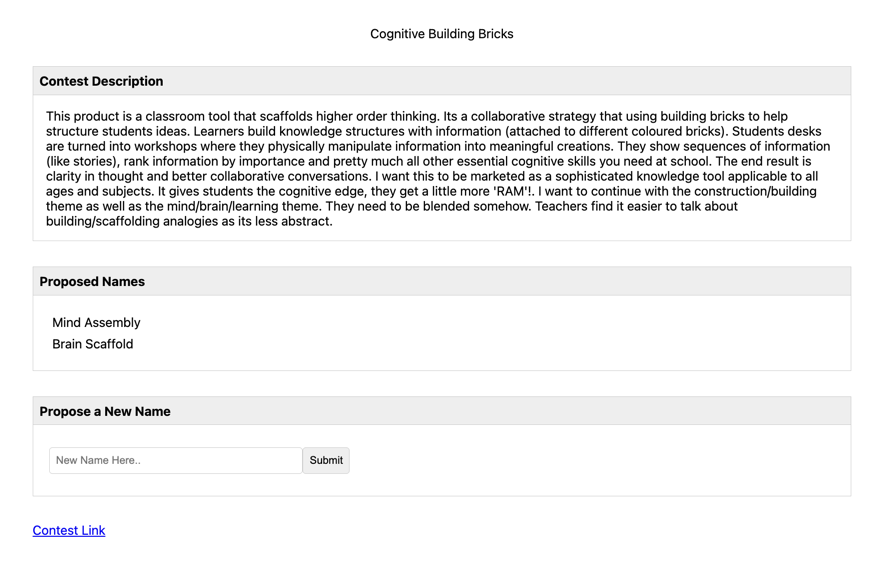 Cognitive Building Bricks
Contest Description
This product is a classroom tool that scaffolds higher order thinking. Its a collaborative strategy that using building bricks to help
structure students ideas. Learners build knowledge structures with information (attached to different coloured bricks). Students desks
are turned into workshops where they physically manipulate information into meaningful creations. They show sequences of information
(like stories), rank information by importance and pretty much all other essential cognitive skills you need at school. The end result is
clarity in thought and better collaborative conversations. I want this to be marketed as a sophisticated knowledge tool applicable to all
ages and subjects. It gives students the cognitive edge, they get a little more 'RAM'!. I want to continue with the construction/building
theme as well as the mind/brain/learning theme. They need to be blended somehow. Teachers find it easier to talk about
building/scaffolding analogies as its less abstract.
Proposed Names
Mind Assembly
Brain Scaffold
Propose a New Name
New Name Here..
Submit
Contest Link